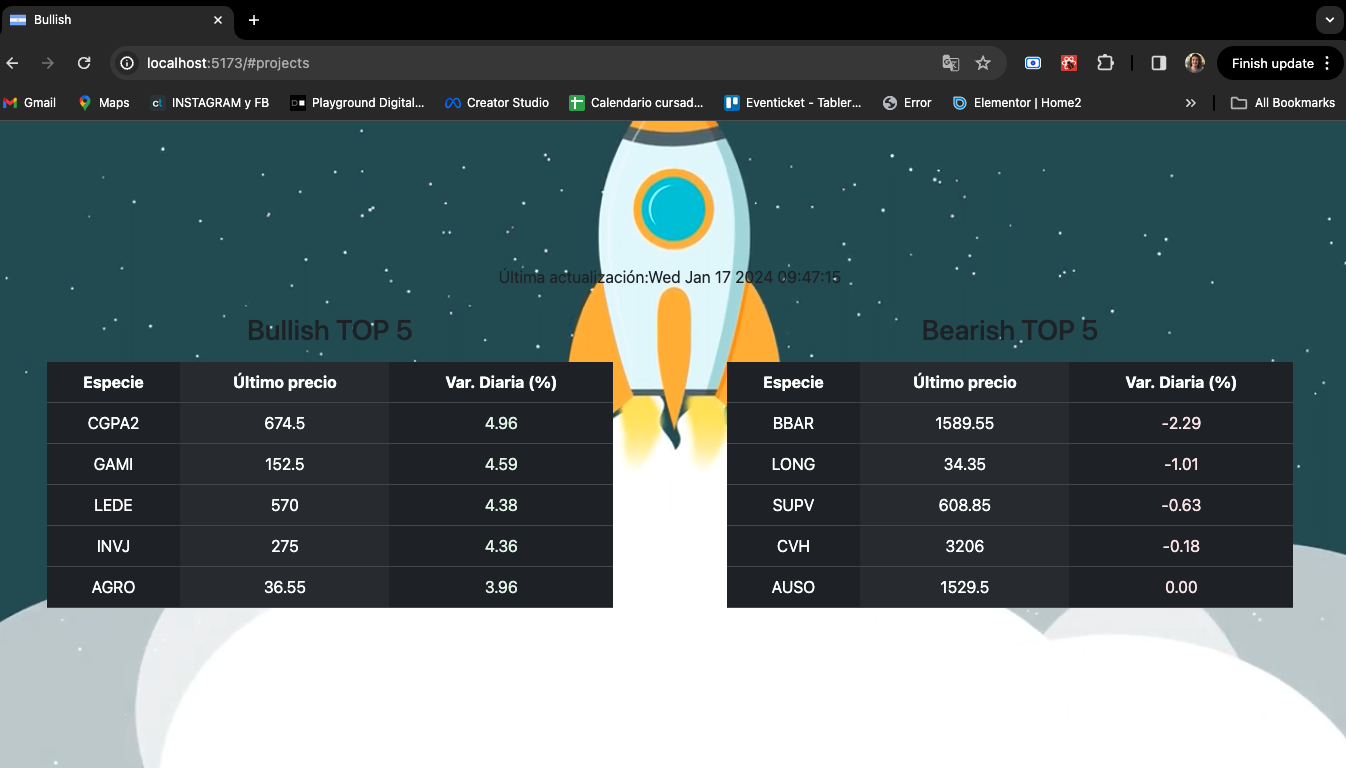 Bullish
localhost:5173/#projects
Finish update
Gmail Maps ct INSTAGRAM y FB Playground Digital... Creator Studio Calendario cursad... Eventicket - Tabler... Error Elementor | Home2 » All Bookmarks
Última actualización:Wed Jan 17 2024 09:47:15
Bullish TOP 5
Especie Último precio Var. Diaria (%)
CGPA2 674.5 4.96
GAMI 152.5 4.59
LEDE 570 4.38
INVJ 275 4.36
AGRO 36.55 3.96
Bearish TOP 5
Especie Último precio Var. Diaria (%)
BBAR 1589.55 -2.29
LONG 34.35 -1.01
SUPV 608.85 -0.63
CVH 3206 -0.18
AUSO 1529.5 0.00